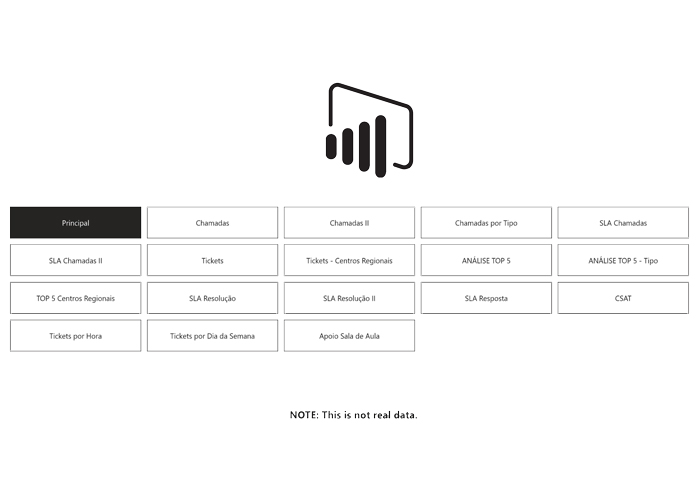 Principal
Chamadas
Chamadas II
Chamadas por Tipo
SLA Chamadas
SLA Chamadas II
Tickets
Tickets - Centros Regionais
ANÁLISE TOP 5
ANÁLISE TOP 5 - Tipo
TOP 5 Centros Regionais
SLA Resolução
SLA Resolução II
SLA Resposta
CSAT
Tickets por Hora
Tickets por Dia da Semana
Apoio Sala de Aula
NOTE: This is not real data.